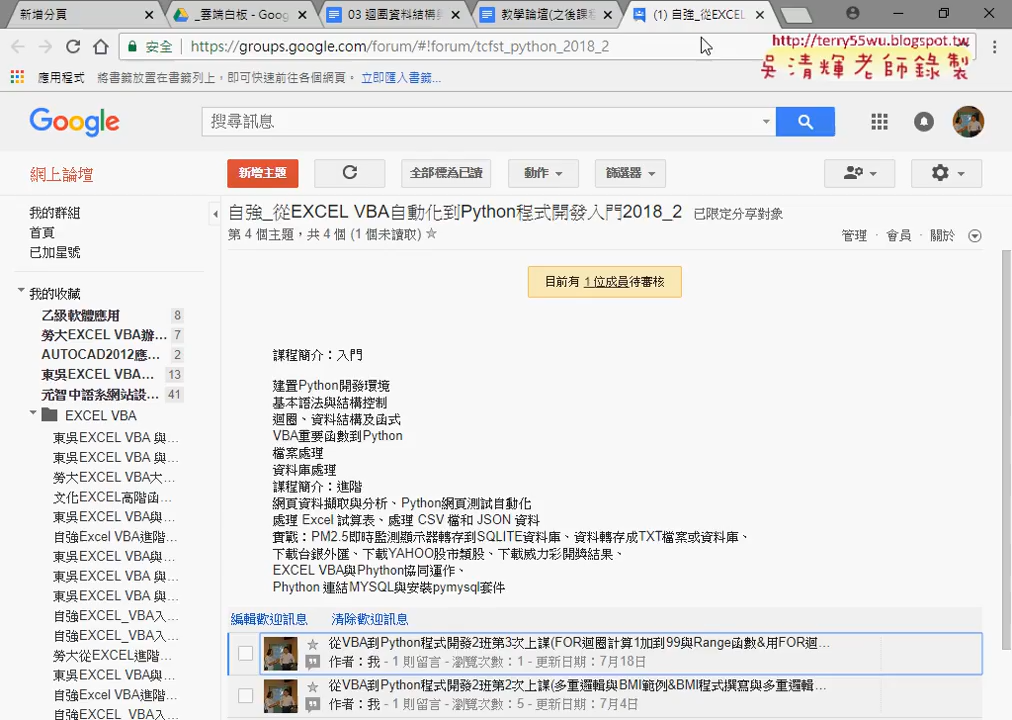 新增分頁
_雲端白板 - Goog
03 迴圈資料結構與
教學論壇(之後課程
(1) 自強_從EXCEL
安全
https://groups.google.com/forum/#!forum/tcfst_python_2018_2
http://terry55wu.blogspot.tw
吳清輝老師錄製
應用程式
將書籤放置在書籤列上，即可快速前往各個網頁。
立即匯入書籤...
Google
搜尋訊息
網上論壇
新增主題
全部標為已讀
動作
篩選器
我的群組
首頁
已加星號
自強_從EXCEL VBA自動化到Python程式開發入門2018_2
已限定分享對象
第 4 個主題，共 4 個 (1 個未讀取)
管理 · 會員 · 關於
目前有 1 位成員待審核
我的收藏
乙級軟體應用 8
勞大EXCEL VBA辦... 7
AUTOCAD2012應... 2
東吳EXCEL VBA... 13
元智中語系網站設... 41
EXCEL VBA
東吳EXCEL VBA 與...
東吳EXCEL VBA 與...
勞大EXCEL VBA大...
文化EXCEL高階函...
東吳EXCEL VBA與...
自強Excel VBA進階...
東吳EXCEL VBA與...
東吳EXCEL VBA 與...
東吳EXCEL VBA 與...
自強EXCEL_VBA入...
自強EXCEL_VBA入...
勞大從EXCEL進階...
東吳EXCEL VBA與...
自強Excel VBA進階...
自強EXCEL_VBA入...
課程簡介：入門
建置Python開發環境
基本語法與結構控制
迴圈、資料結構及函式
VBA重要函數到Python
檔案處理
資料庫處理
課程簡介：進階
網頁資料擷取與分析、Python網頁測試自動化
處理 Excel 試算表、處理 CSV 檔和 JSON 資料
實戰：PM2.5即時監測顯示器轉存到SQLITE資料庫、資料轉存成TXT檔案或資料庫、
下載台銀外匯、下載YAHOO股市類股、下載威力彩開獎結果、
EXCEL VBA與Phython協同運作、
Phython 連結MYSQL與安裝pymysql套件
編輯歡迎訊息
清除歡迎訊息
從VBA到Python程式開發2班第3次上課(FOR迴圈計算1加到99與Range函數&用FOR迴...
作者：我 - 1 則留言 - 瀏覽次數：1 - 更新日期：7月18日
從VBA到Python程式開發2班第2次上課(多重邏輯與BMI範例&BMI程式撰寫與多重邏輯...
作者：我 - 1 則留言 - 瀏覽次數：5 - 更新日期：7月4日